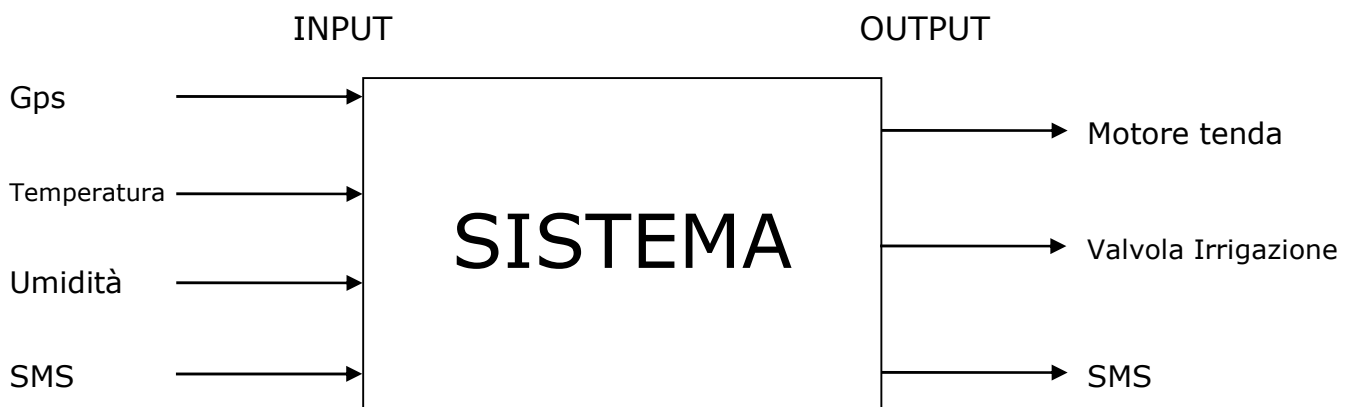 INPUT
OUTPUT
Gps
Motore tenda
Temperatura
SISTEMA
Valvola Irrigazione
Umidità
SMS
SMS